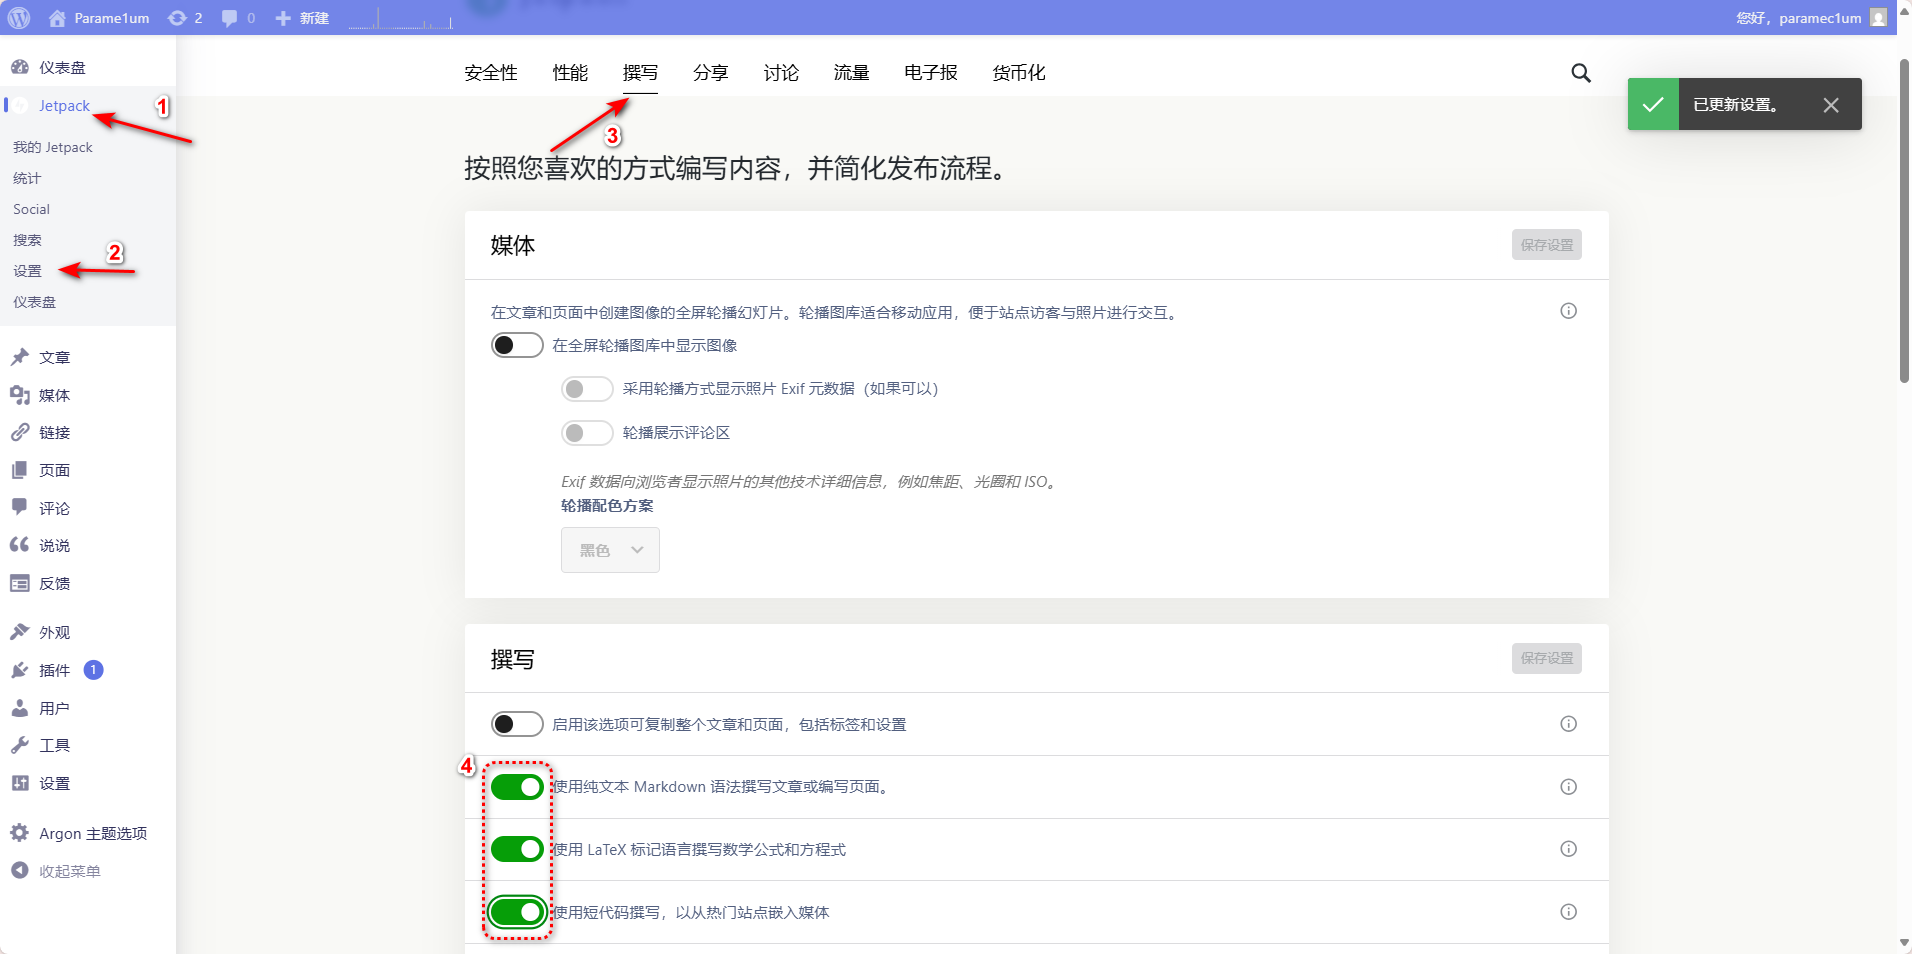 Parame1um
2
0
新建
您好，paramec1um
仪表盘
Jetpack
1
我的 Jetpack
统计
Social
搜索
2
设置
仪表盘
文章
媒体
链接
页面
评论
说说
反馈
外观
插件
1
用户
工具
设置
Argon 主题选项
收起菜单
安全性
性能
撰写
分享
讨论
流量
电子报
货币化
3
已更新设置。
按照您喜欢的方式编写内容，并简化发布流程。
媒体
保存设置
在文章和页面中创建图像的全屏轮播幻灯片。轮播图库适合移动应用，便于站点访客与照片进行交互。
在全屏轮播图库中显示图像
采用轮播方式显示照片 Exif 元数据（如果可以）
轮播展示评论区
Exif 数据向浏览者显示照片的其他技术详细信息，例如焦距、光圈和 ISO。
轮播配色方案
黑色
撰写
保存设置
启用该选项可复制整个文章和页面，包括标签和设置
4
使用纯文本 Markdown 语法撰写文章或编写页面。
使用 LaTeX 标记语言撰写数学公式和方程式
使用短代码撰写，以从热门站点嵌入媒体